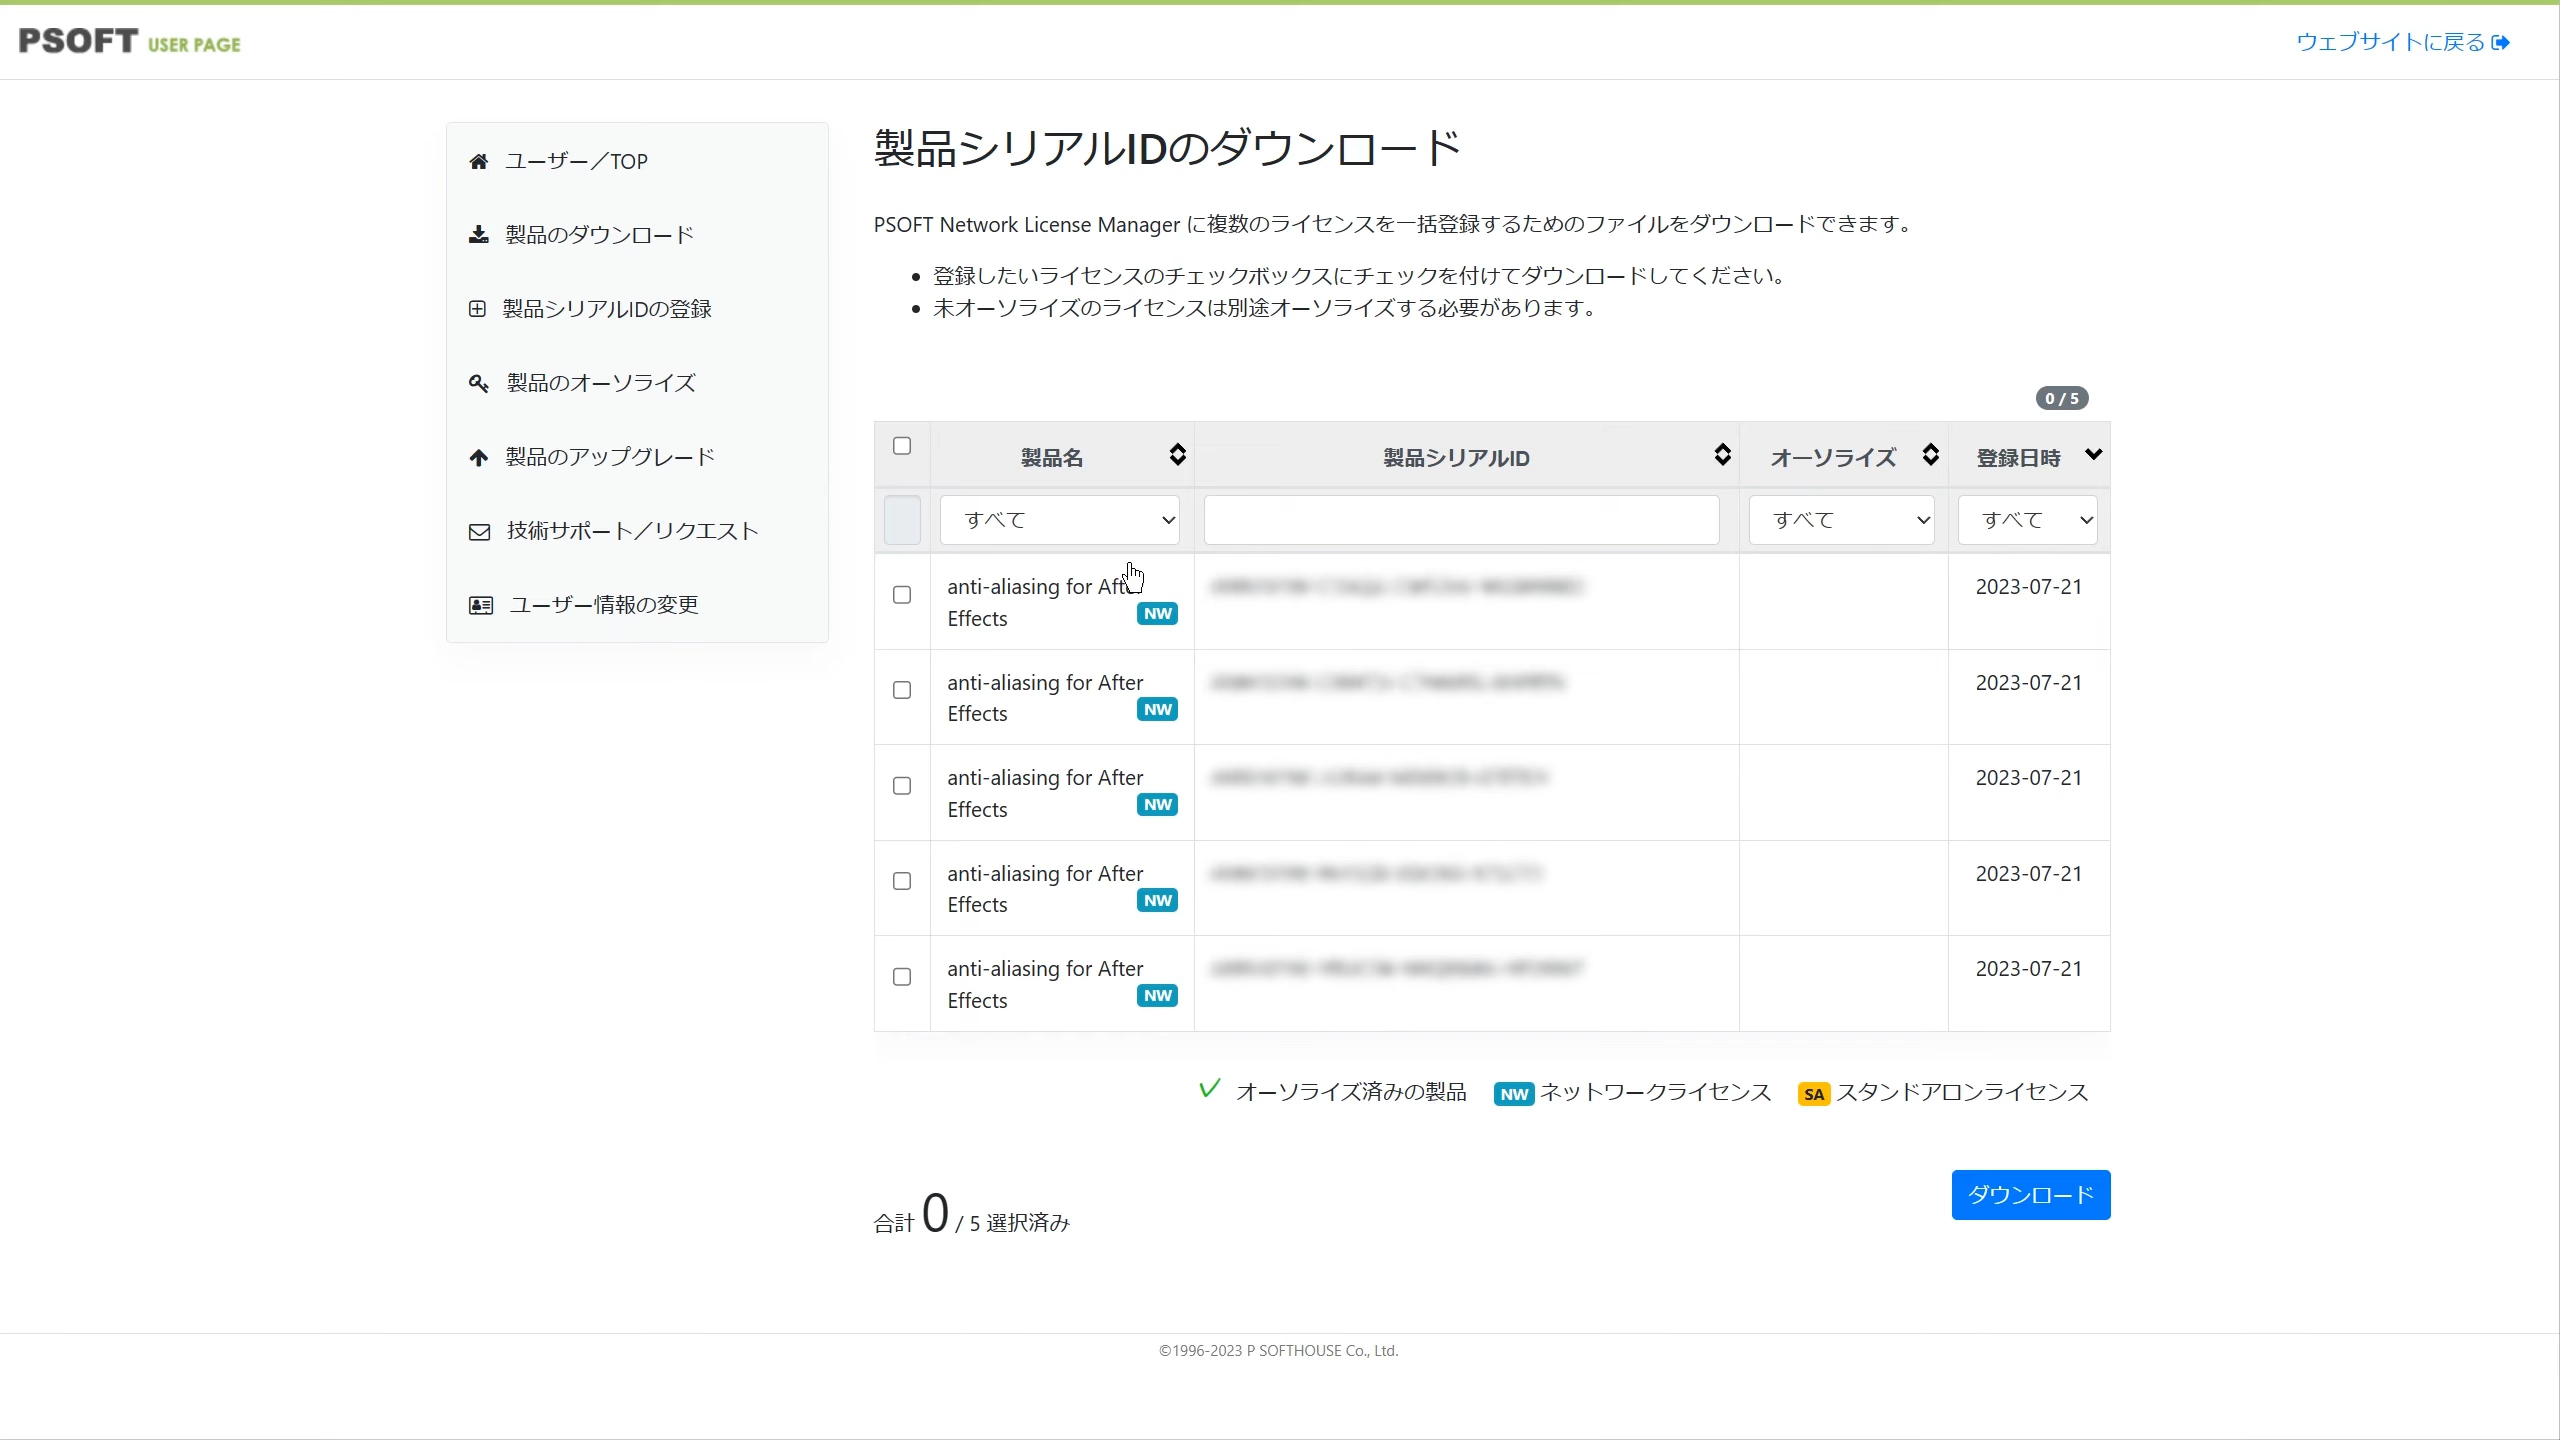 PSOFT USER PAGE
ウェブサイトに戻る
ユーザー／TOP
製品のダウンロード
製品シリアルIDの登録
製品のオーソライズ
製品のアップグレード
技術サポート／リクエスト
ユーザー情報の変更
製品シリアルIDのダウンロード
PSOFT Network License Manager に複数のライセンスを一括登録するためのファイルをダウンロードできます。
登録したいライセンスのチェックボックスにチェックを付けてダウンロードしてください。
未オーソライズのライセンスは別途オーソライズする必要があります。
0 / 5
製品名 製品シリアルID オーソライズ 登録日時
すべて すべて すべて
anti-aliasing for After 2023-07-21
Effects NW
anti-aliasing for After 2023-07-21
Effects NW
anti-aliasing for After 2023-07-21
Effects NW
anti-aliasing for After 2023-07-21
Effects NW
anti-aliasing for After 2023-07-21
Effects NW
オーソライズ済みの製品 NW ネットワークライセンス SA スタンドアロンライセンス
合計 0 / 5 選択済み
ダウンロード
©1996-2023 P SOFTHOUSE Co., Ltd.